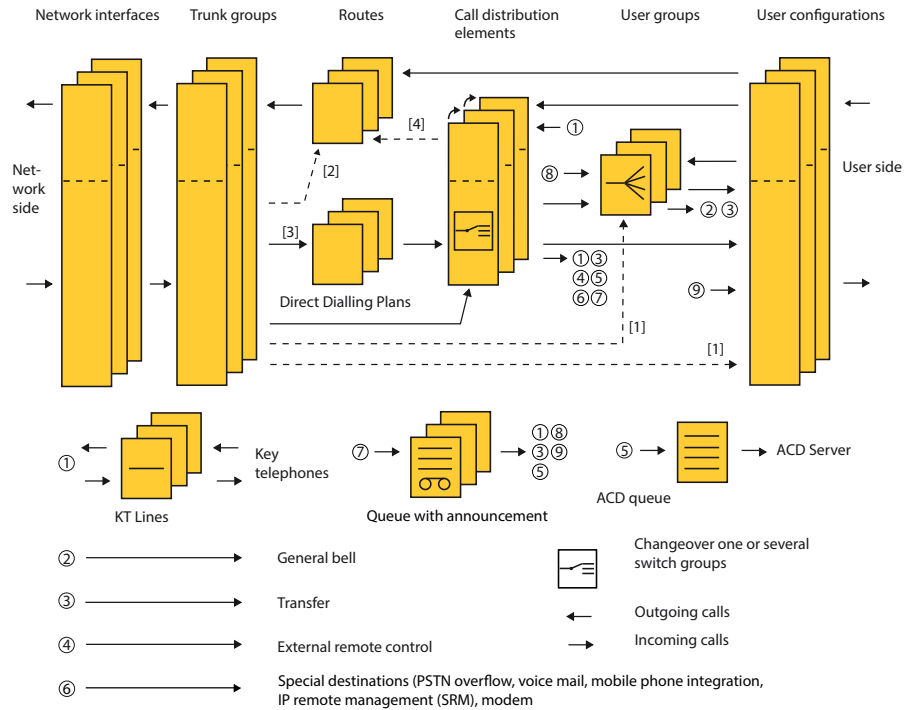 Network interfaces
Trunk groups
Routes
Call distribution
elements
User groups
User configurations
[4]
①
[2]
⑧
Net-
work
side
User side
② ③
[3]
①③
④⑤
⑥⑦
⑨
Direct Dialling Plans
[1]
[1]
①
Key
telephones
KT Lines
⑦
①⑧
③⑨
⑤
Queue with announcement
⑤
ACD Server
ACD queue
② General bell
③ Transfer
④ External remote control
⑥ Special destinations (PSTN overflow, voice mail, mobile phone integration,
IP remote management (SRM), modem
Changeover one or several
switch groups
Outgoing calls
Incoming calls